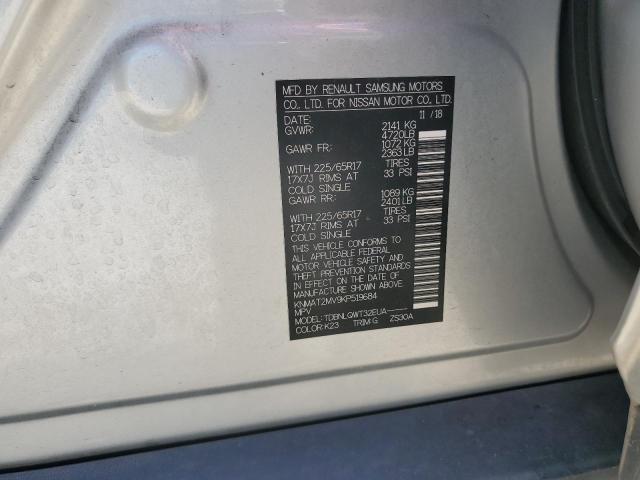 MFD BY RENAULT SAMSUNG MOTORS
CO., LTD. FOR NISSAN MOTOR CO., LTD.
DATE: 11 / 18
GVWR: 2141 KG
4720LB
GAWR FR: 1072 KG
2363LB
WITH 225/65R17 TIRES
17X7J RIMS AT 33 PSI
COLD SINGLE
GAWR RR: 1089 KG
2401LB
WITH 225/65R17 TIRES
17X7J RIMS AT 33 PSI
COLD SINGLE
THIS VEHICLE CONFORMS TO
ALL APPLICABLE FEDERAL
MOTOR VEHICLE SAFETY AND
THEFT PREVENTION STANDARDS
IN EFFECT ON THE DATE OF
MANUFACTURE SHOWN ABOVE.
KNMAT2MV9KP519684
MPV
MODEL: TDBNLQWT32EUA-----
COLOR:K23 TRIM:G ZS30A